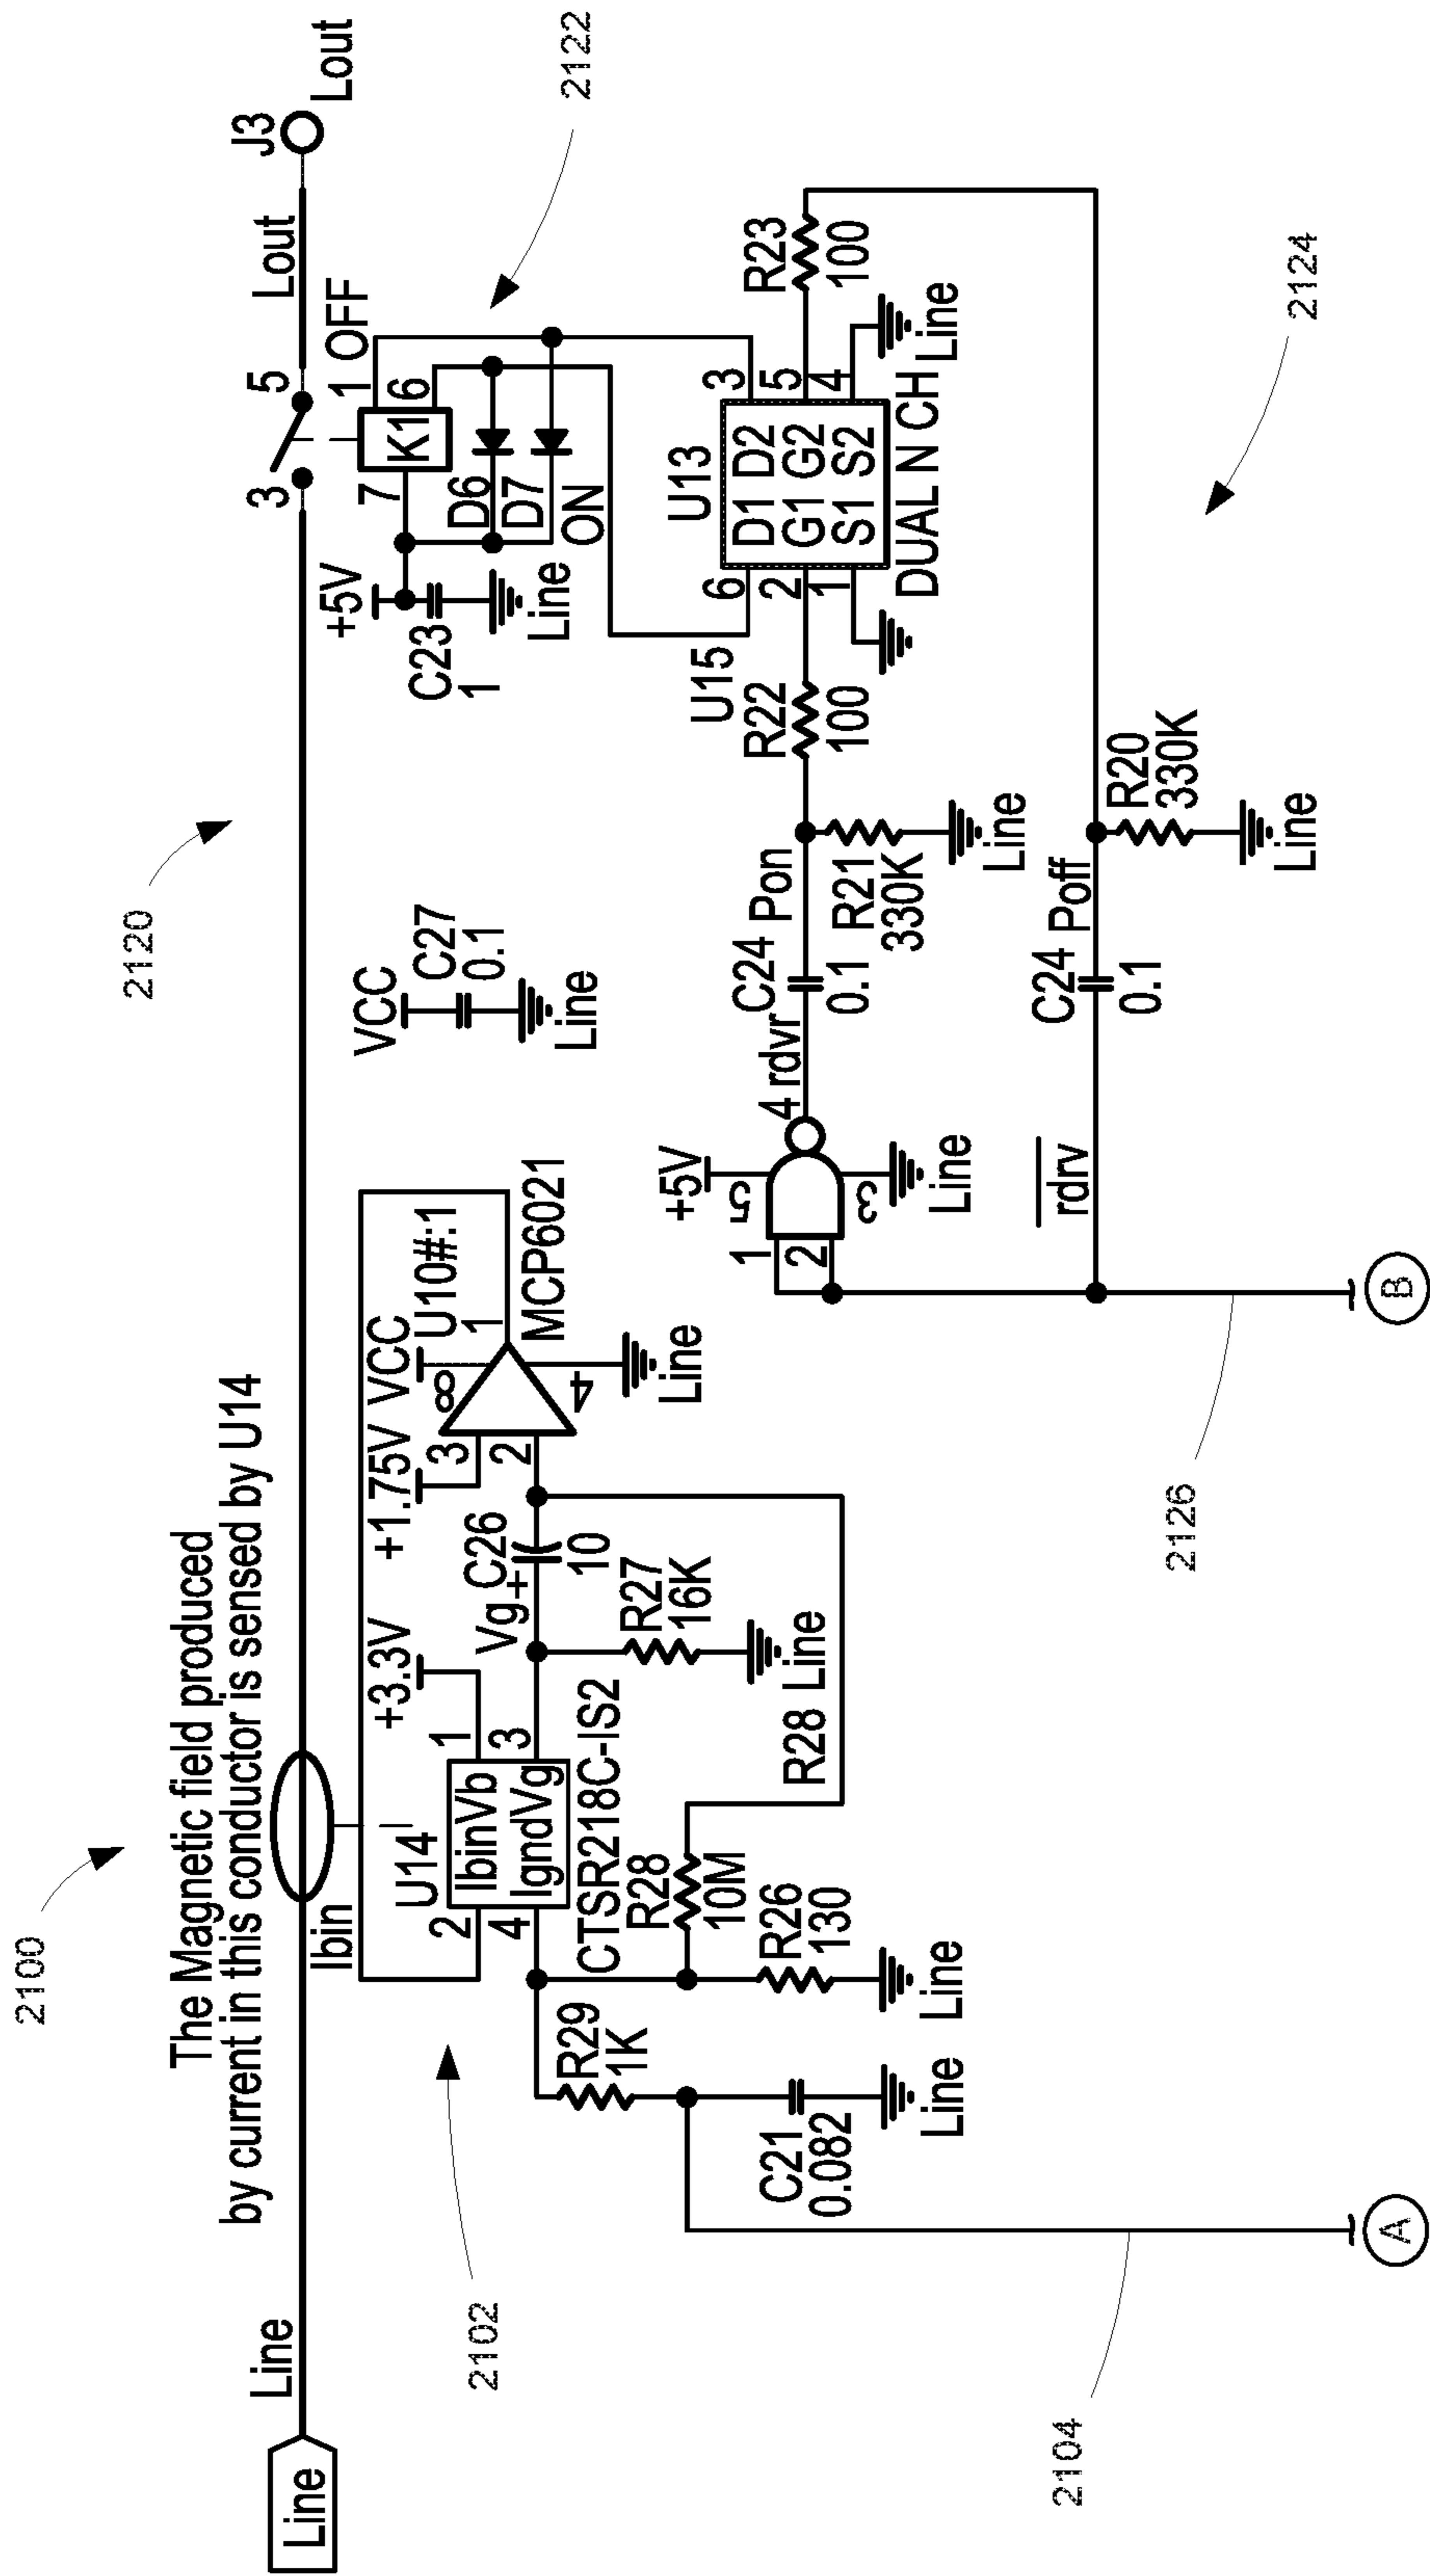 2100
The Magnetic field produced
by current in this conductor is sensed by U14
2120
Line
Line
Ibin
3
5
Lout
J3
Lout
+5V
7
K1
1
OFF
6
C23
1
Line
D6
D7
ON
2122
2102
U14
2
4
IbinVb
IgndVg
1
3
CTSR218C-IS2
+3.3V
Vg
+
C26
10
+1.75V
3
2
VCC
8
4
U10#:1
1
MCP6021
Line
VCC
C27
0.1
Line
R27
16K
Line
R28
R28
10M
R26
130
Line
R29
1K
C21
0.082
Line
2104
A
+5V
5
1
2
3
Line
4
rdvr
C24
0.1
Pon
R21
330K
Line
U15
R22
100
U13
6
2
1
D1 D2
G1 G2
S1 S2
3
5
4
DUAL N CH
Line
R23
100
rdrv
C24
0.1
Poff
R20
330K
Line
2124
2126
B